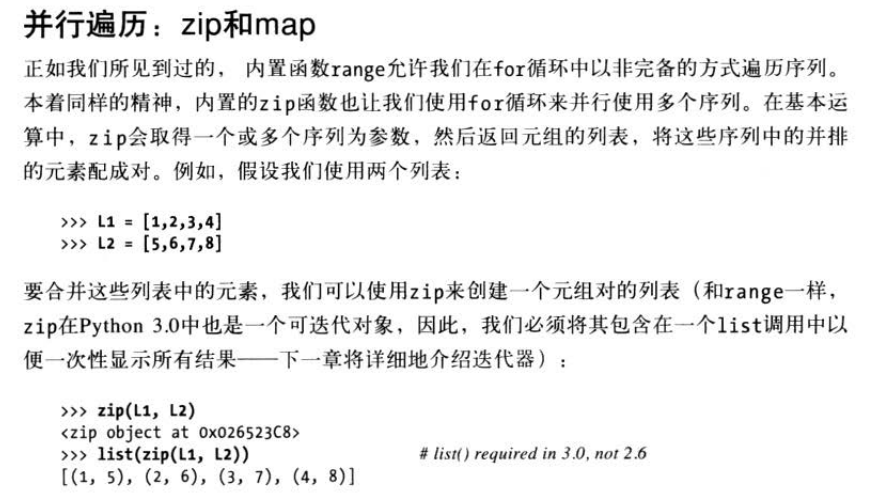 并行遍历：zip和map
正如我们所见到过的， 内置函数range允许我们在for循环中以非完备的方式遍历序列。
本着同样的精神，内置的zip函数也让我们使用for循环来并行使用多个序列。在基本运
算中，zip会取得一个或多个序列为参数，然后返回元组的列表，将这些序列中的并排
的元素配成对。例如，假设我们使用两个列表：
>>> L1 = [1,2,3,4]
>>> L2 = [5,6,7,8]
要合并这些列表中的元素，我们可以使用zip来创建一个元组对的列表（和range一样，
zip在Python 3.0中也是一个可迭代对象，因此，我们必须将其包含在一个list调用中以
便一次性显示所有结果——下一章将详细地介绍迭代器）：
>>> zip(L1, L2)
<zip object at 0x026523C8>
>>> list(zip(L1, L2)) # list() required in 3.0, not 2.6
[(1, 5), (2, 6), (3, 7), (4, 8)]